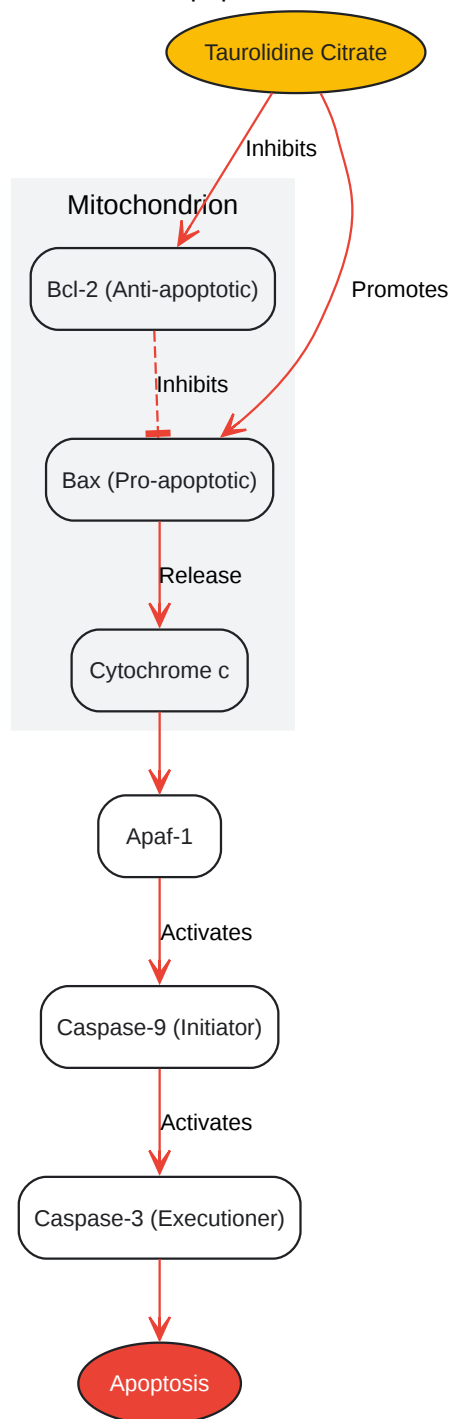 Taurolidine Citrate
Inhibits
Mitochondrion
Bcl-2 (Anti-apoptotic)
Promotes
Inhibits
Bax (Pro-apoptotic)
Release
Cytochrome c
Apaf-1
Activates
Caspase-9 (Initiator)
Activates
Caspase-3 (Executioner)
Apoptosis